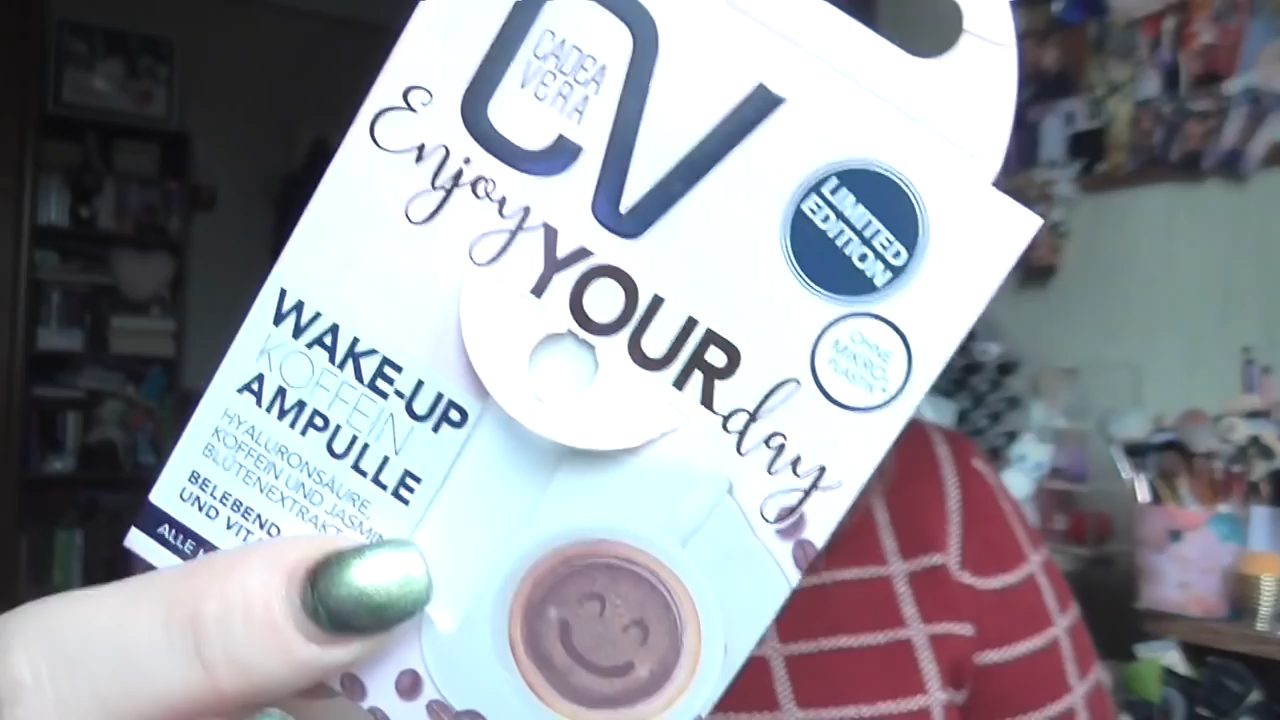 CV
CADEA
VERA
Enjoy YOUR day
LIMITED
EDITION
OHNE
MIKRO-
PLASTIK
WAKE-UP
KOFFEIN
AMPULLE
HYALURONSÄURE,
KOFFEIN UND JASMIN
BLÜTENEXTRAKT
BELEBEND
UND VIT
ALLE